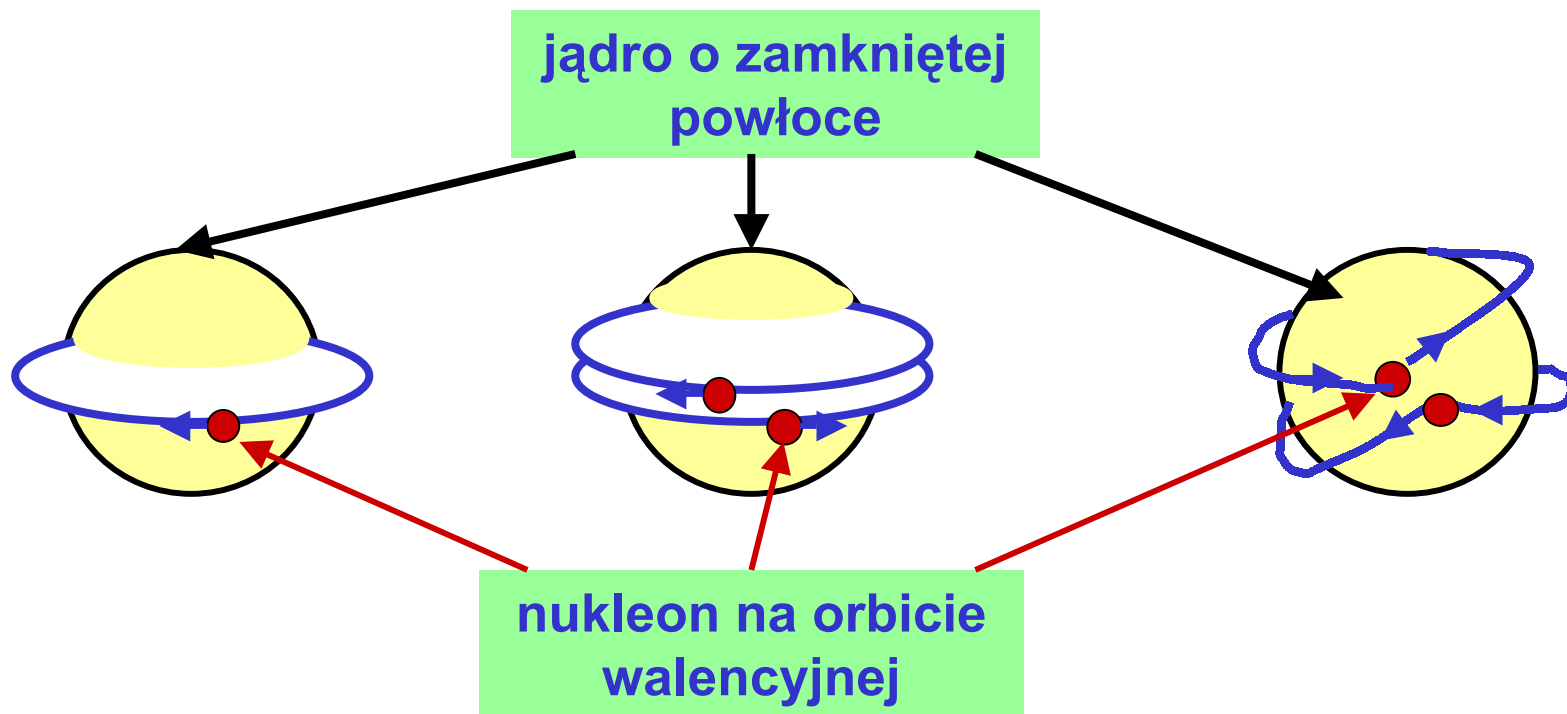 jądro o zamkniętej
powłoce
nukleon na orbicie
walencyjnej